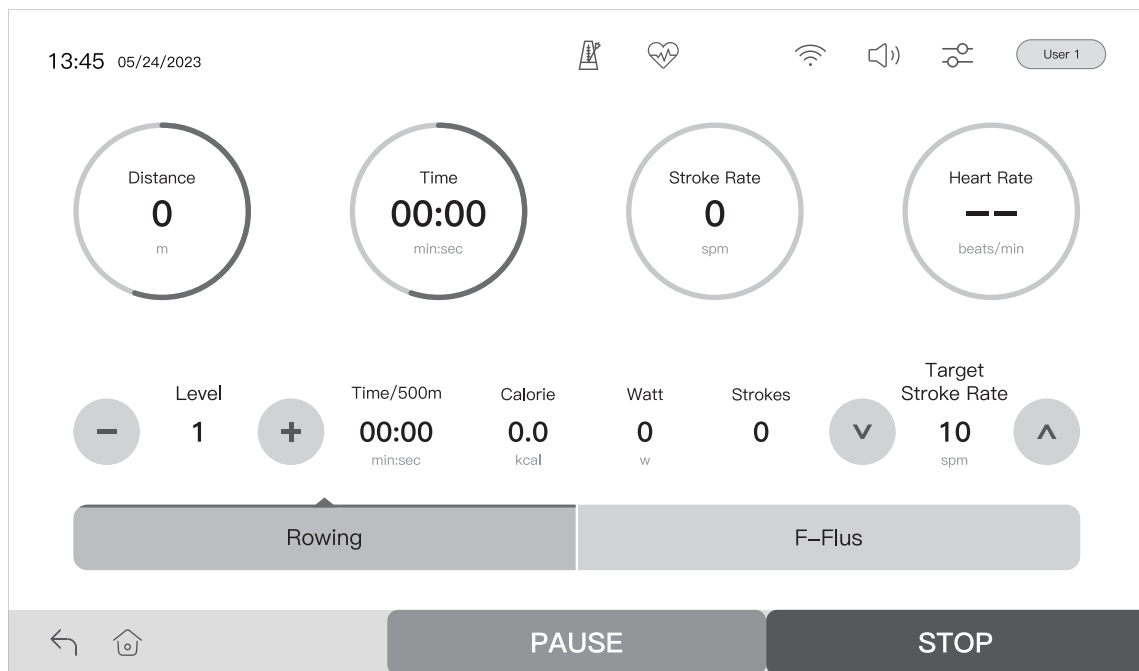 13:45 05/24/2023
User 1
Distance
0
m
Time
00:00
min:sec
Stroke Rate
0
spm
Heart Rate
--
beats/min
Level
1
Time/500m
00:00
min:sec
Calorie
0.0
kcal
Watt
0
w
Strokes
0
Target
Stroke Rate
10
spm
Rowing
F-Flus
PAUSE
STOP